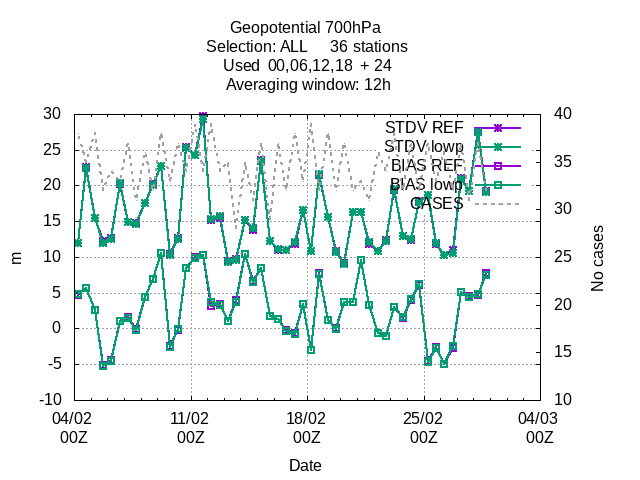 Geopotential 700hPa
Selection: ALL 36 stations
Used 00,06,12,18 + 24
Averaging window: 12h
30 40
STDV REF
STDV lowp
BIAS REF
BIAS lowp
CASES
25 35
20 30
15
10 25
5 20
0
-5 15
-10 10
m
No cases
04/02 11/02 18/02 25/02 04/03
00Z 00Z 00Z 00Z 00Z
Date